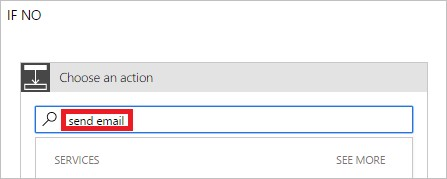 IF NO
Choose an action
send email
SERVICES SEE MORE